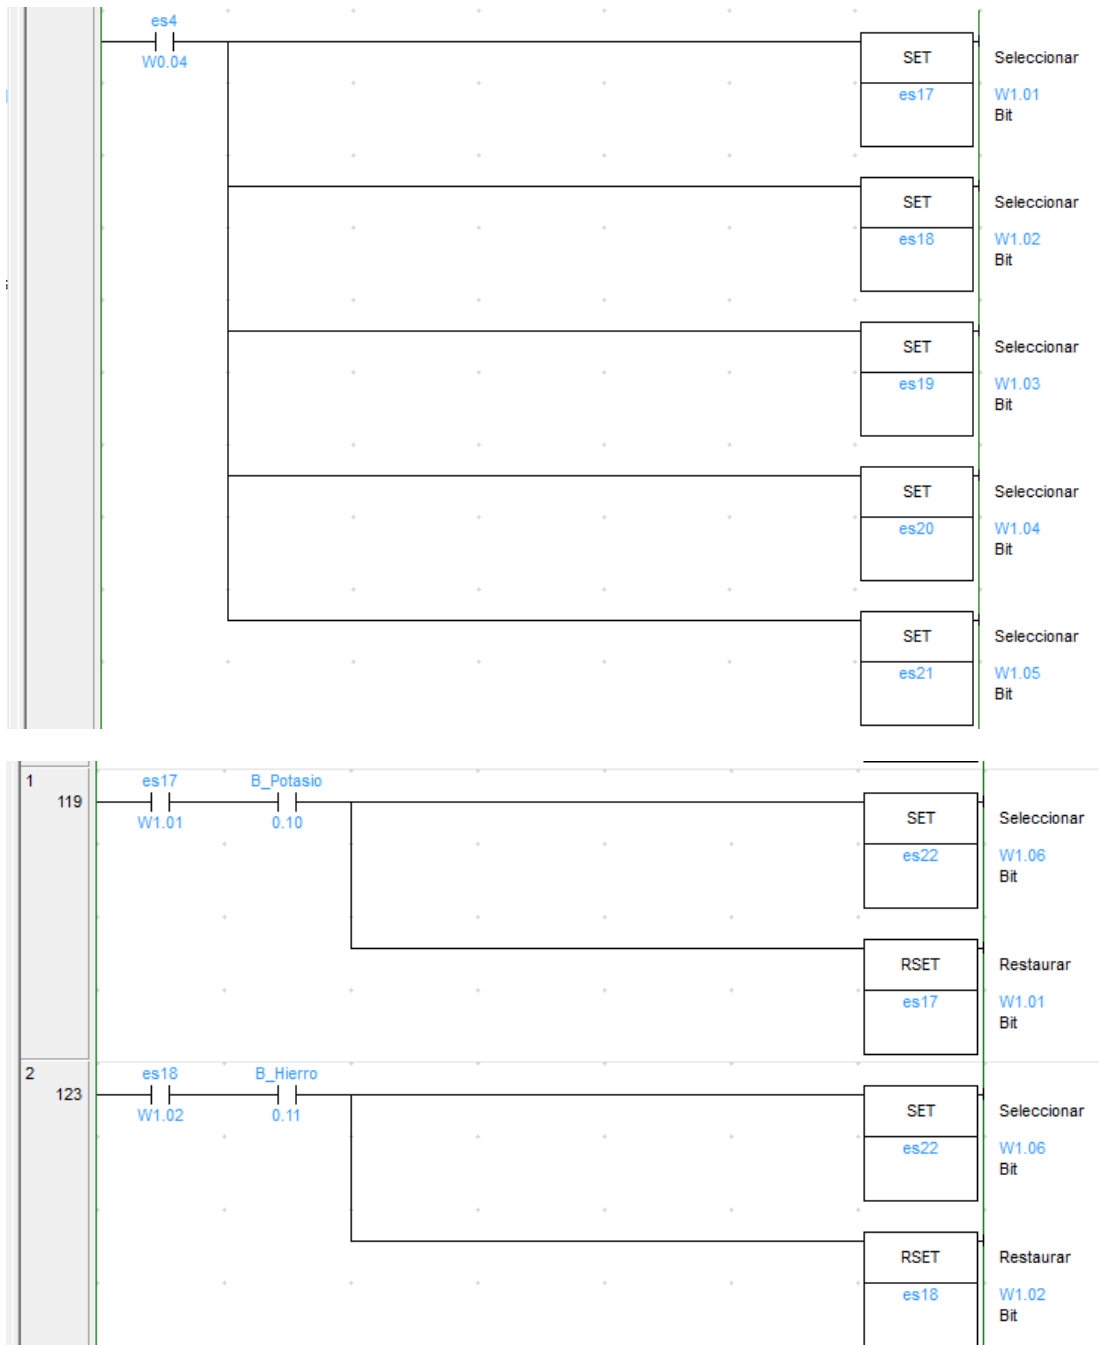 es4
W0.04
SET
Seleccionar
es17
W1.01
Bit
SET
Seleccionar
es18
W1.02
Bit
SET
Seleccionar
es19
W1.03
Bit
SET
Seleccionar
es20
W1.04
Bit
SET
Seleccionar
es21
W1.05
Bit
1
119
es17
W1.01
B_Potasio
0.10
SET
Seleccionar
es22
W1.06
Bit
RSET
Restaurar
es17
W1.01
Bit
2
123
es18
W1.02
B_Hierro
0.11
SET
Seleccionar
es22
W1.06
Bit
RSET
Restaurar
es18
W1.02
Bit